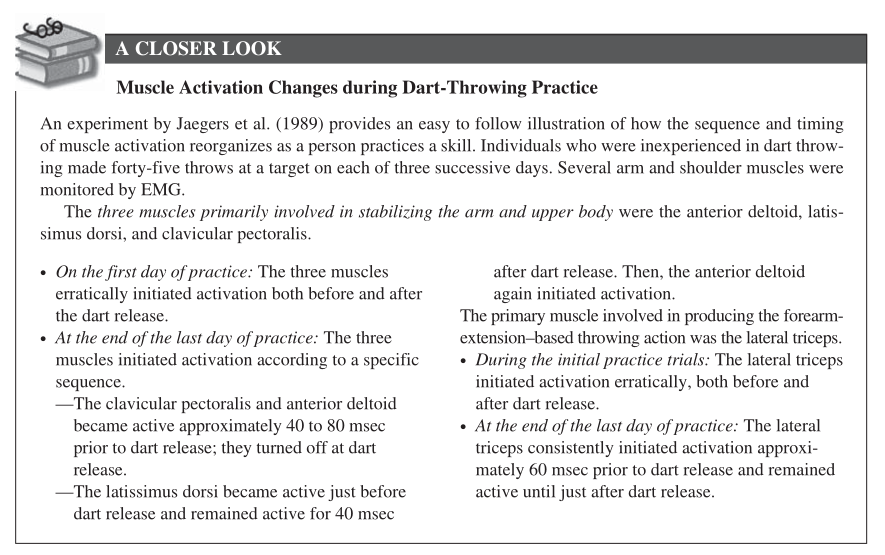 A CLOSER LOOK
Muscle Activation Changes during Dart-Throwing Practice
An experiment by Jaegers et al. (1989) provides an easy to follow illustration of how the sequence and timing
of muscle activation reorganizes as a person practices a skill. Individuals who were inexperienced in dart throw-
ing made forty-five throws at a target on each of three successive days. Several arm and shoulder muscles were
monitored by EMG.
The three muscles primarily involved in stabilizing the arm and upper body were the anterior deltoid, latis-
simus dorsi, and clavicular pectoralis.
• On the first day of practice: The three muscles
erratically initiated activation both before and after
the dart release.
• At the end of the last day of practice: The three
muscles initiated activation according to a specific
sequence.
—The clavicular pectoralis and anterior deltoid
became active approximately 40 to 80 msec
prior to dart release; they turned off at dart
release.
—The latissimus dorsi became active just before
dart release and remained active for 40 msec
after dart release. Then, the anterior deltoid
again initiated activation.
The primary muscle involved in producing the forearm-
extension–based throwing action was the lateral triceps.
• During the initial practice trials: The lateral triceps
initiated activation erratically, both before and
after dart release.
• At the end of the last day of practice: The lateral
triceps consistently initiated activation approxi-
mately 60 msec prior to dart release and remained
active until just after dart release.